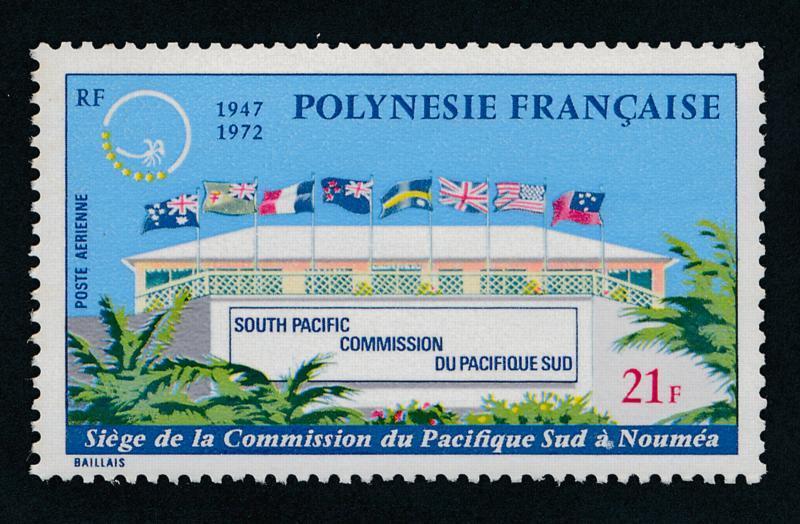 RF
1947
1972
POLYNESIE FRANÇAISE
POSTE AERIENNE
SOUTH PACIFIC
COMMISSION
DU PACIFIQUE SUD
21F
Siège de la Commission du Pacifique Sud à Nouméa
BAILLAIS